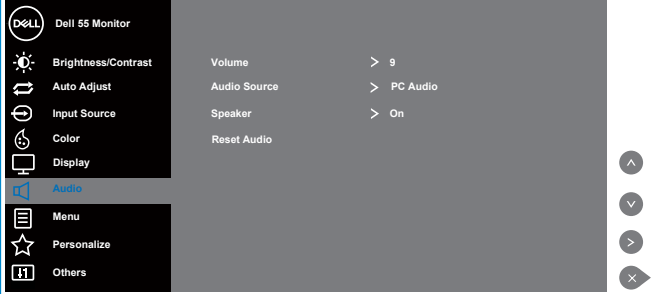 DELL Dell 55 Monitor
Brightness/Contrast
Auto Adjust
Input Source
Color
Display
Audio
Menu
Personalize
Others
Volume > 9
Audio Source > PC Audio
Speaker > On
Reset Audio